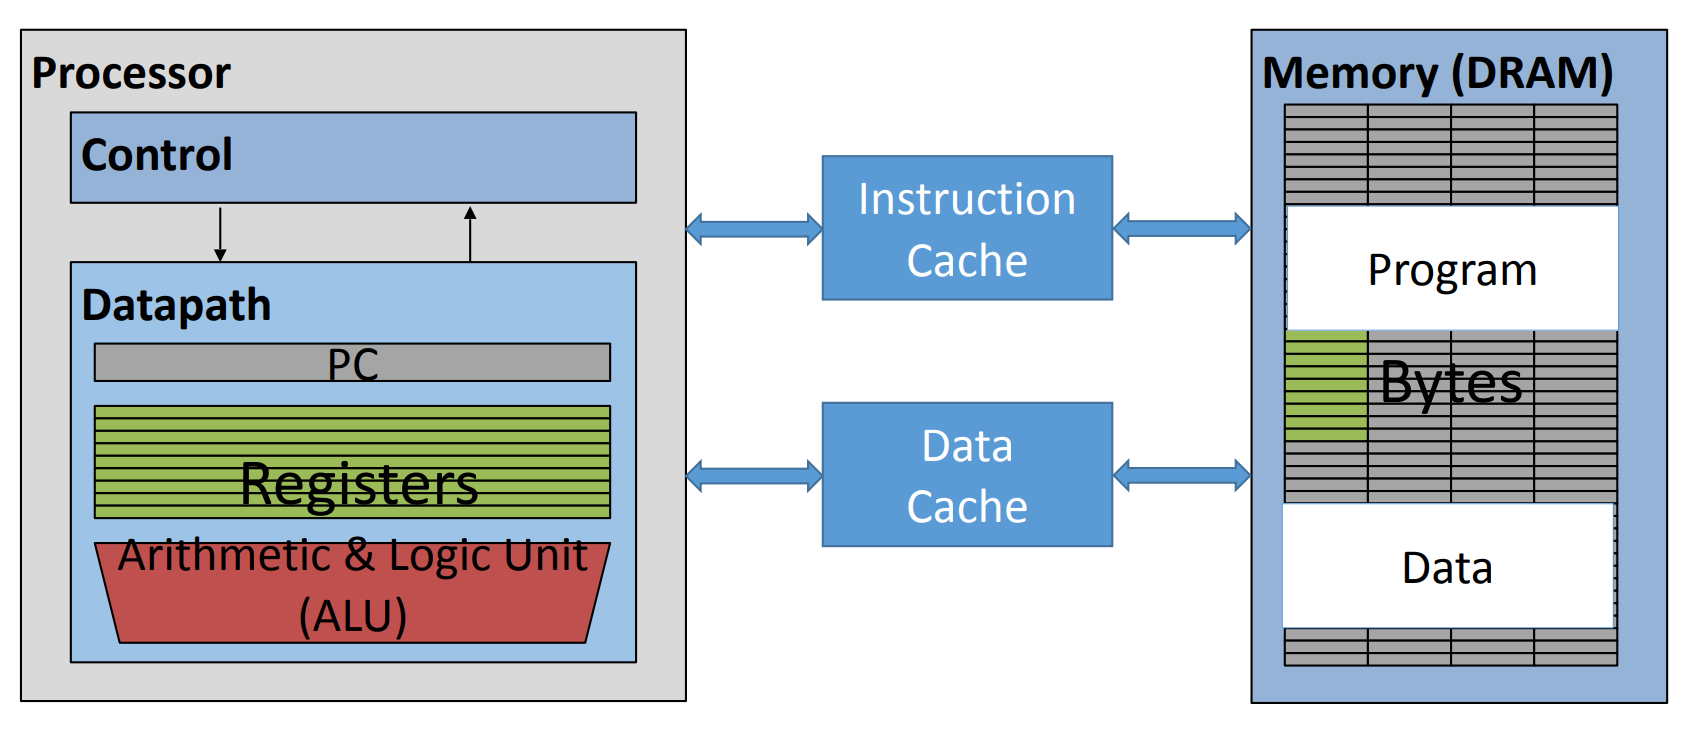 Processor
Control
Datapath
PC
Registers
Arithmetic & Logic Unit
(ALU)
Instruction
Cache
Data
Cache
Memory (DRAM)
Program
Bytes
Data